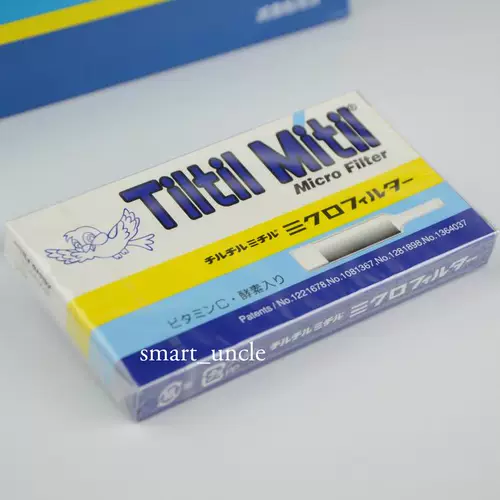 Tiltil Mitil®
Micro Filter
チルチルミチル ミクロフィルター
ビタミンC・酵素入り
Patents / No.1221678, No.1081367, No.1281898, No.1364037
チルチルミチル ミクロフィルター
smart_uncle